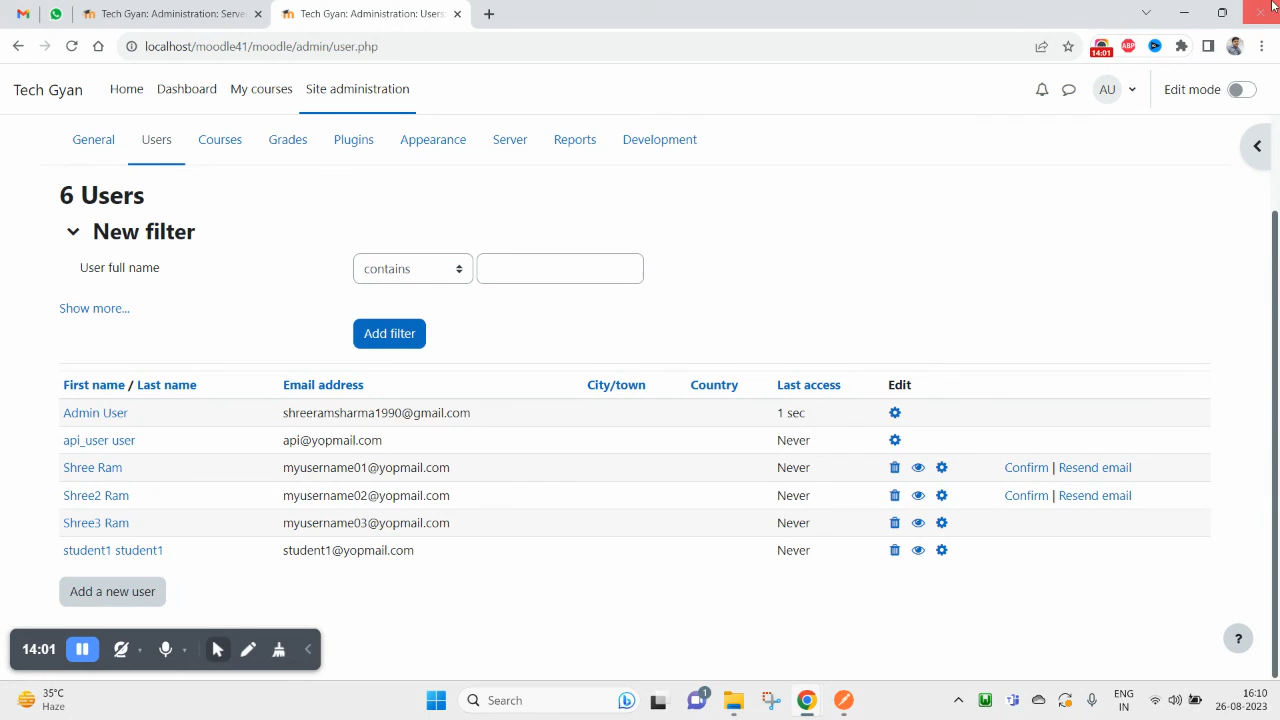 Tech Gyan: Administration: Serve
Tech Gyan: Administration: Users:
localhost/moodle41/moodle/admin/user.php
14:01
ABP
Tech Gyan Home Dashboard My courses Site administration AU Edit mode
General Users Courses Grades Plugins Appearance Server Reports Development
6 Users
New filter
User full name contains
Show more...
Add filter
First name / Last name Email address City/town Country Last access Edit
Admin User shreeramsharma1990@gmail.com 1 sec
api_user user api@yopmail.com Never
Shree Ram myusername01@yopmail.com Never Confirm | Resend email
Shree2 Ram myusername02@yopmail.com Never Confirm | Resend email
Shree3 Ram myusername03@yopmail.com Never
student1 student1 student1@yopmail.com Never
Add a new user
?
14:01
35°C
Haze
Search
1
ENG
IN
16:10
26-08-2023